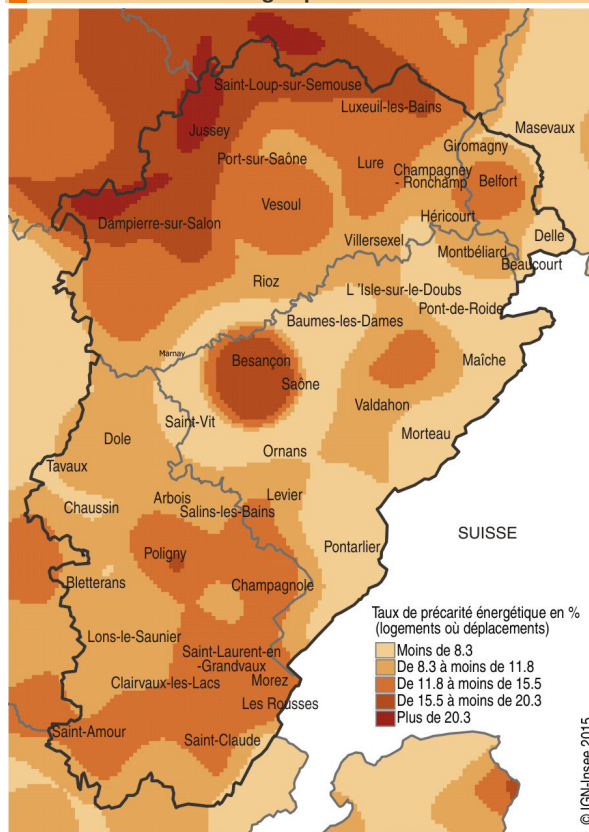 Saint-Loup-sur-Semouse
Luxeuil-les-Bains
Jussey
Masevaux
Giromagny
Port-sur-Saône
Lure
Champagney
- Ronchamp
Belfort
Vesoul
Dampierre-sur-Salon
Héricourt
Delle
Villersexel
Montbéliard
Beaucourt
Rioz
L 'Isle-sur-le-Doubs
Pont-de-Roide
Baumes-les-Dames
Marnay
Besançon
Maîche
Saône
Valdahon
Saint-Vit
Morteau
Dole
Ornans
Tavaux
Levier
Arbois
Chaussin
Salins-les-Bains
SUISSE
Pontarlier
Poligny
Bletterans
Champagnole
Lons-le-Saunier
Saint-Laurent-en
-Grandvaux
Clairvaux-les-Lacs
Morez
Les Rousses
Saint-Amour
Saint-Claude
Taux de précarité énergétique en %
(logements où déplacements)
Moins de 8.3
De 8.3 à moins de 11.8
De 11.8 à moins de 15.5
De 15.5 à moins de 20.3
Plus de 20.3
© IGN-Insee 2015